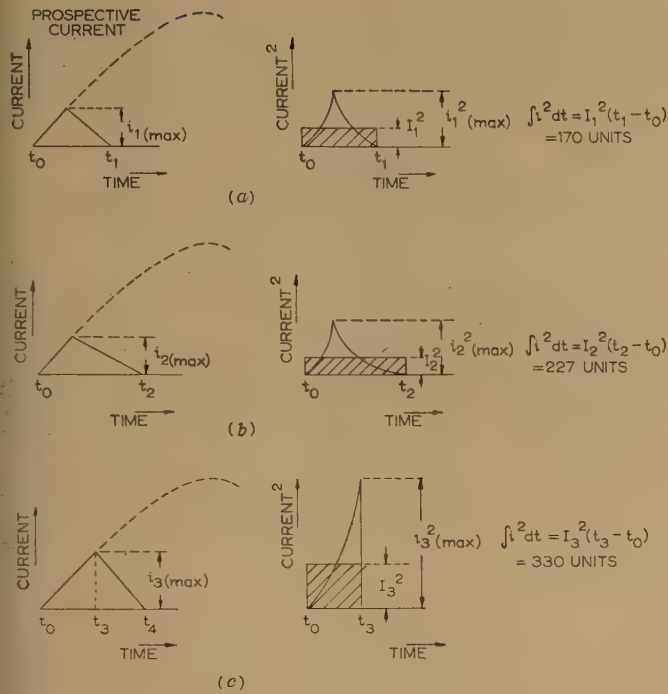 PROSPECTIVE
CURRENT
CURRENT
i₁(max)
t₀ t₁
TIME
CURRENT²
I₁²
i₁²(max)
t₀ t₁
TIME
∫i²dt = I₁²(t₁−t₀)
=170 UNITS
(a)
CURRENT
i₂(max)
t₀ t₂
TIME
CURRENT²
I₂²
i₂²(max)
t₀ t₂
TIME
∫i²dt = I₂²(t₂−t₀)
=227 UNITS
(b)
CURRENT
i₃(max)
t₀ t₃ t₄
TIME
CURRENT²
I₃²
i₃²(max)
t₀ t₃
TIME
∫i²dt = I₃²(t₃−t₀)
= 330 UNITS
(c)